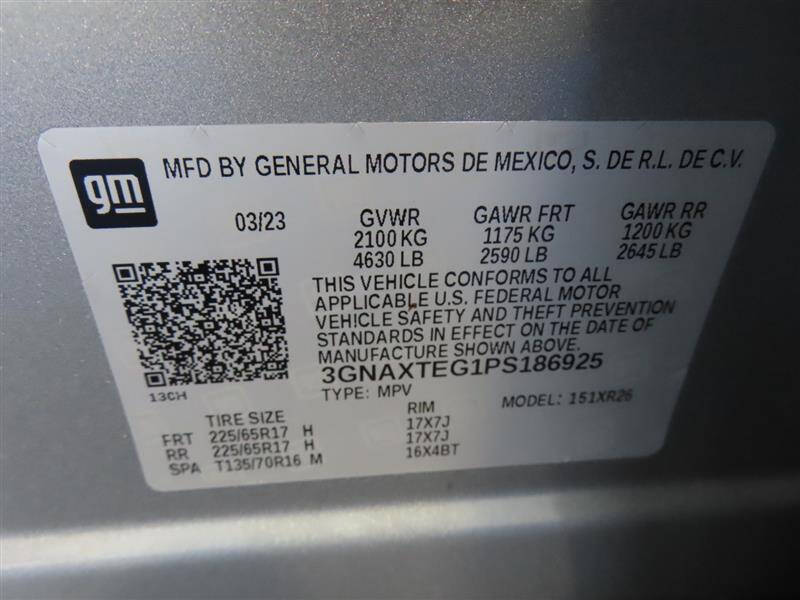 gm
MFD BY GENERAL MOTORS DE MEXICO, S. DE R.L. DE C.V.
03/23 GVWR GAWR FRT GAWR RR
2100 KG 1175 KG 1200 KG
4630 LB 2590 LB 2645 LB
THIS VEHICLE CONFORMS TO ALL
APPLICABLE U.S. FEDERAL MOTOR
VEHICLE SAFETY AND THEFT PREVENTION
STANDARDS IN EFFECT ON THE DATE OF
MANUFACTURE SHOWN ABOVE.
3GNAXTEG1PS186925
13CH
TYPE: MPV MODEL: 151XR26
TIRE SIZE RIM
FRT 225/65R17 H 17X7J
RR 225/65R17 H 17X7J
SPA T135/70R16 M 16X4BT